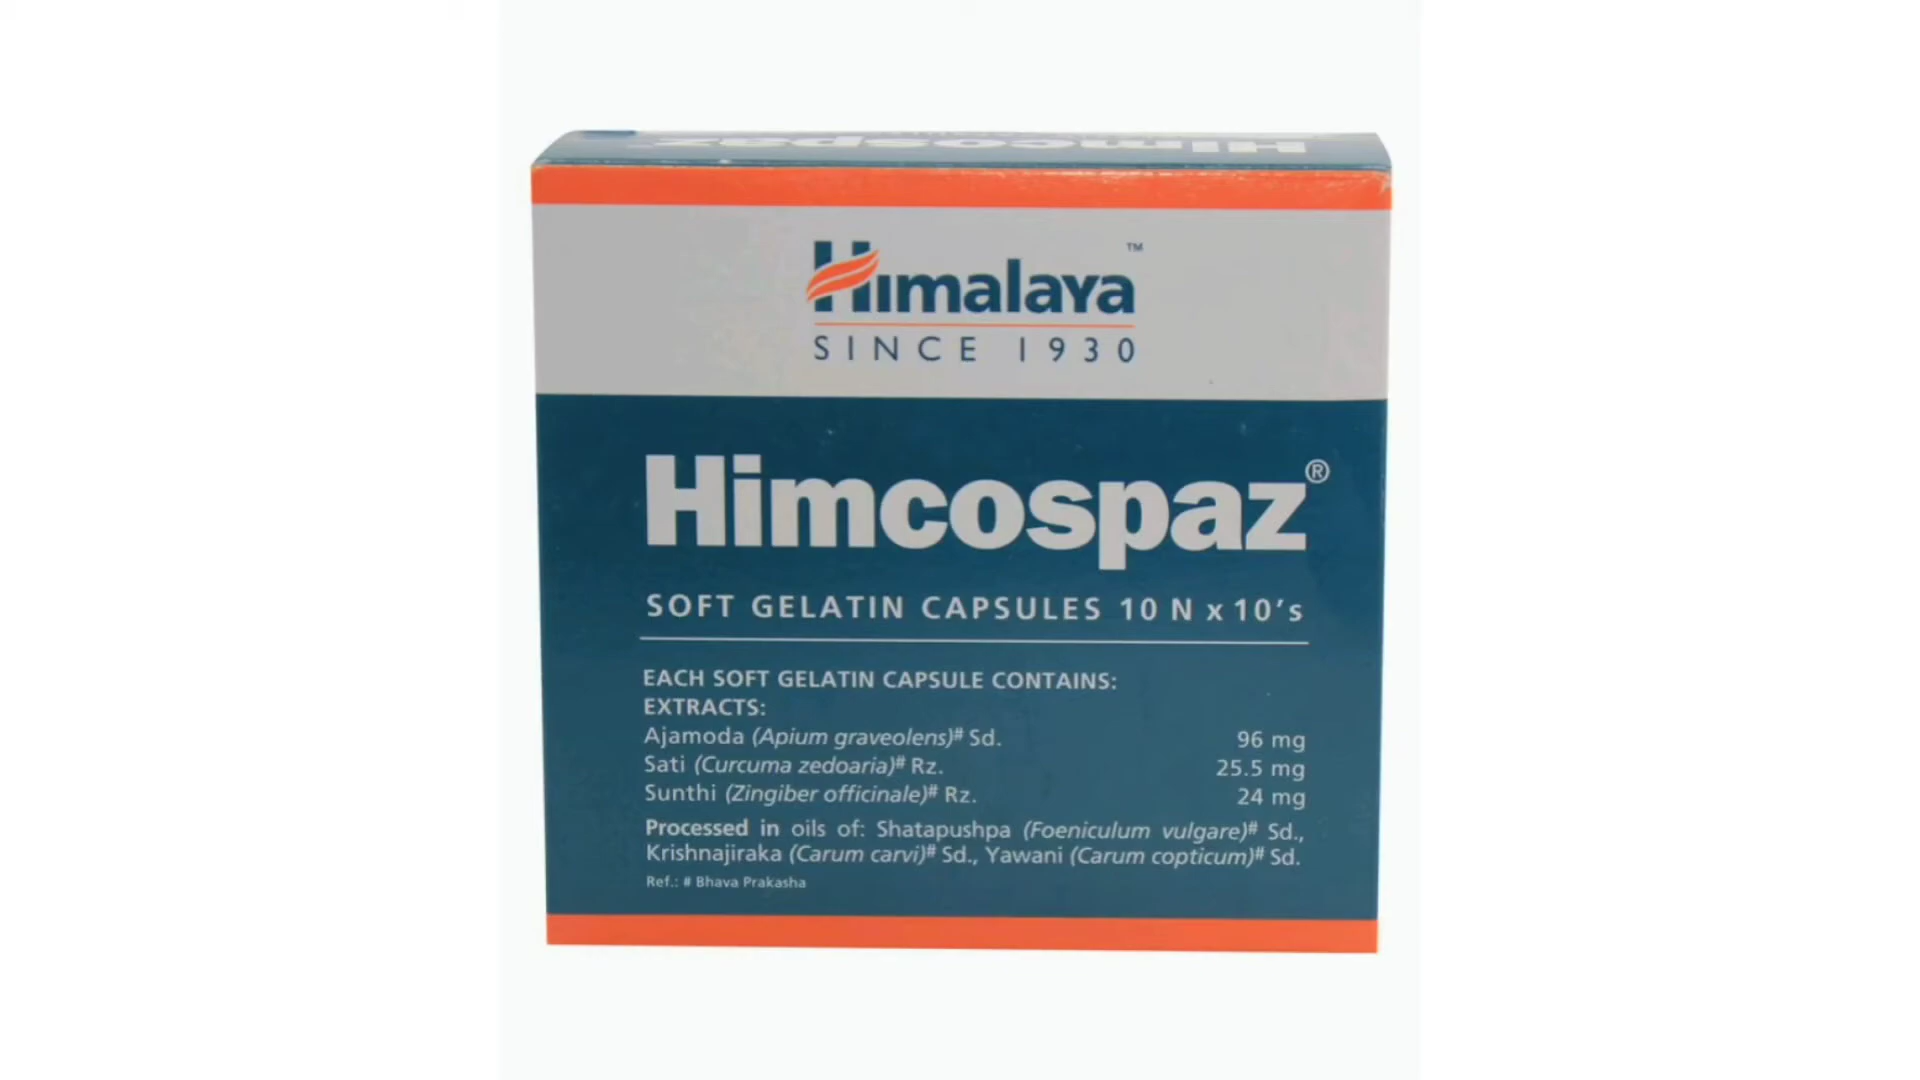 Himcospaz
Himalaya™
SINCE 1930
Himcospaz®
SOFT GELATIN CAPSULES 10 N x 10's
EACH SOFT GELATIN CAPSULE CONTAINS:
EXTRACTS:
Ajamoda (Apium graveolens)# Sd. 96 mg
Sati (Curcuma zedoaria)# Rz. 25.5 mg
Sunthi (Zingiber officinale)# Rz. 24 mg
Processed in oils of: Shatapushpa (Foeniculum vulgare)# Sd.,
Krishnajiraka (Carum carvi)# Sd., Yawani (Carum copticum)# Sd.
Ref.: # Bhava Prakasha